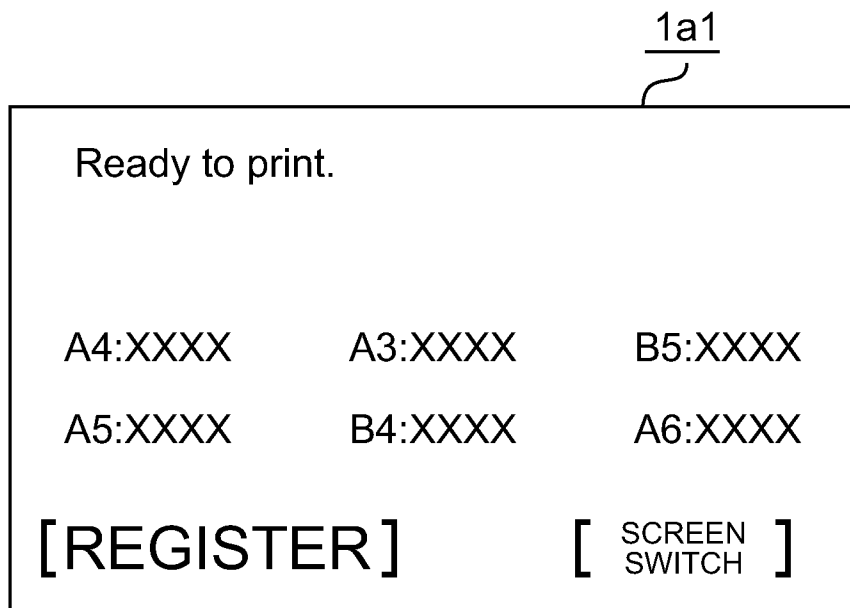 1a1
Ready to print.
A4:XXXX A3:XXXX B5:XXXX
A5:XXXX B4:XXXX A6:XXXX
[REGISTER] [SCREEN
SWITCH]